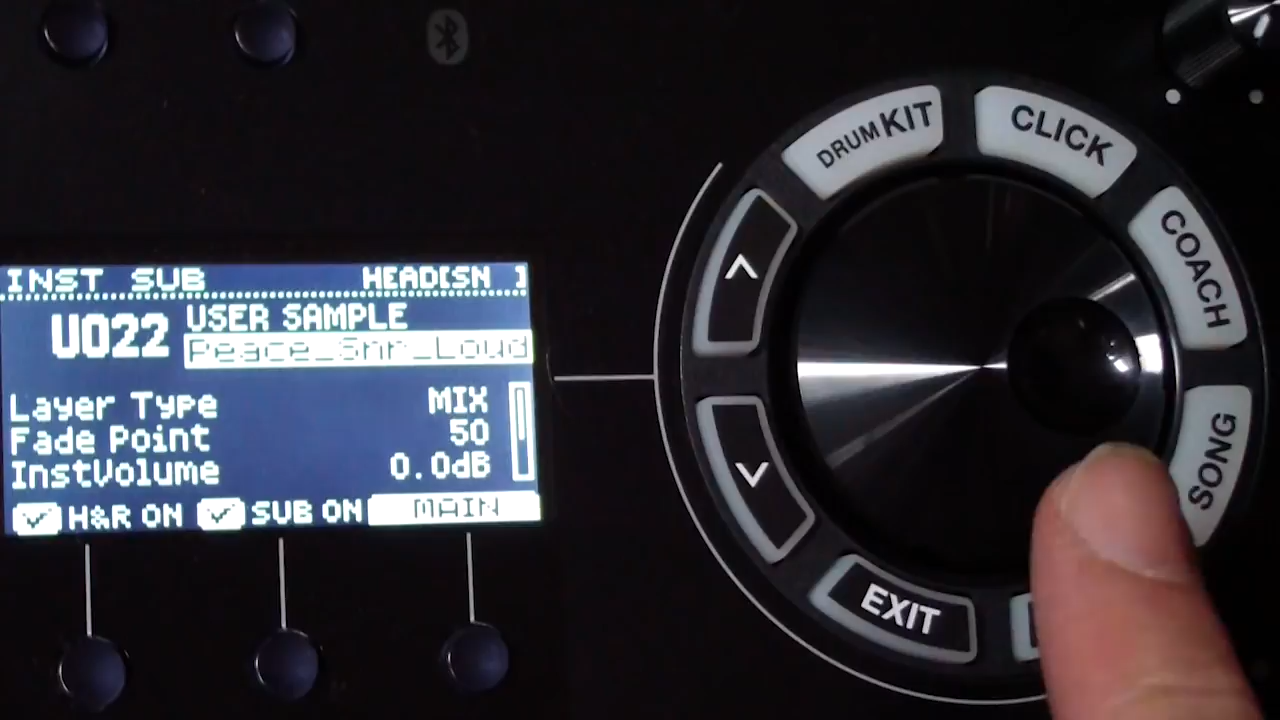 INST SUB HEAD[SN ]
U022 USER SAMPLE
Peace_Snr_Loud
Layer Type MIX
Fade Point 50
InstVolume 0.0dB
H&R ON SUB ON MAIN
DRUM KIT
CLICK
COACH
SONG
EXIT